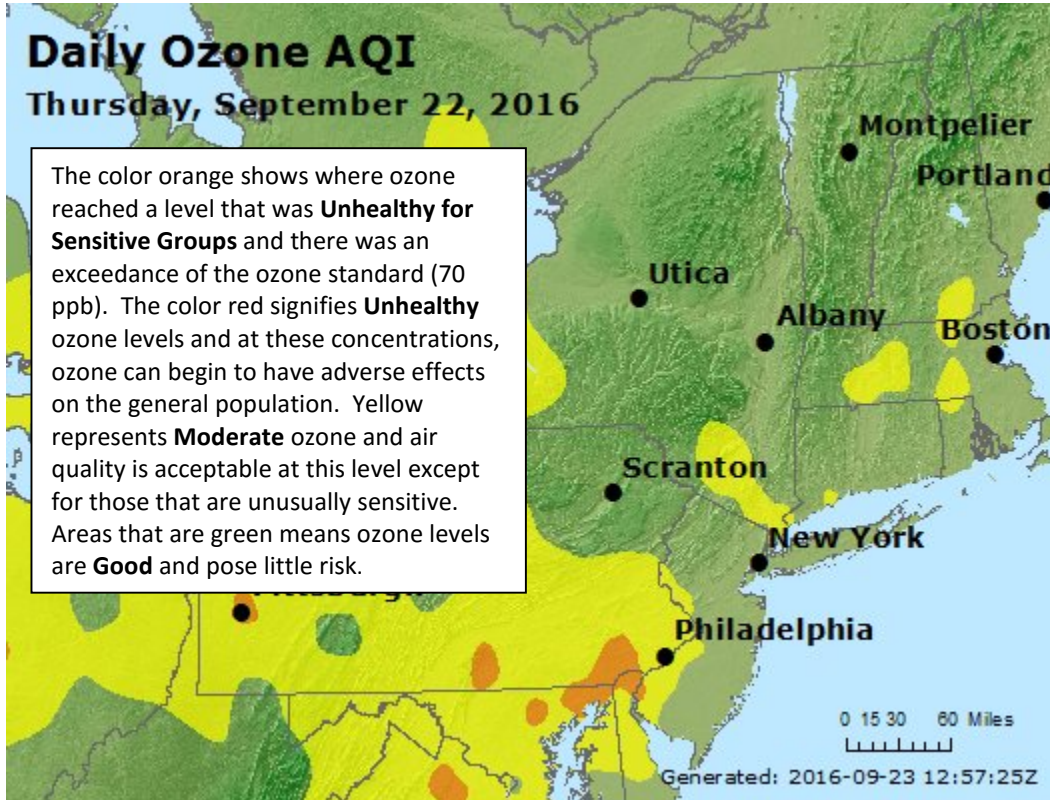 Daily Ozone AQI
Thursday, September 22, 2016
The color orange shows where ozone
reached a level that was Unhealthy for
Sensitive Groups and there was an
exceedance of the ozone standard (70
ppb). The color red signifies Unhealthy
ozone levels and at these concentrations,
ozone can begin to have adverse effects
on the general population. Yellow
represents Moderate ozone and air
quality is acceptable at this level except
for those that are unusually sensitive.
Areas that are green means ozone levels
are Good and pose little risk.
Montpelier
Portland
Utica
Albany
Boston
Scranton
New York
Philadelphia
0 15 30 60 Miles
Generated: 2016-09-23 12:57:25Z